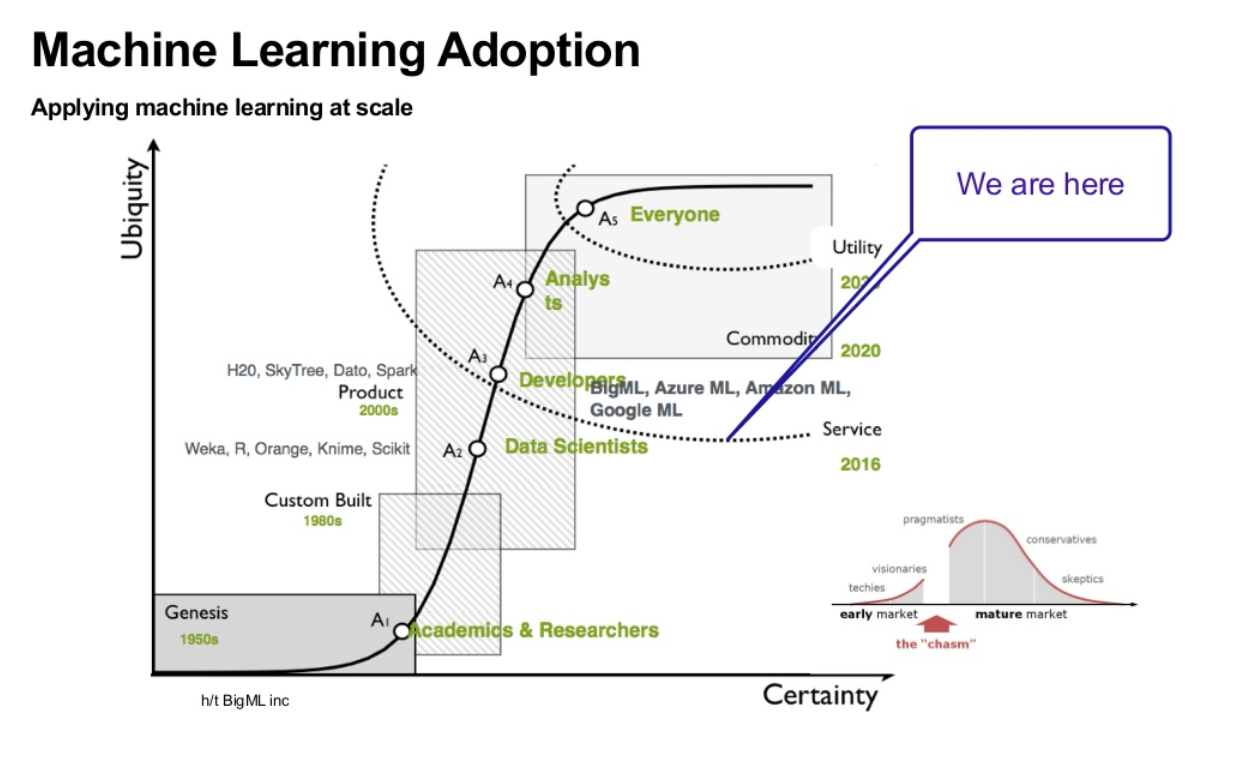 Machine Learning Adoption
Applying machine learning at scale
We are here
Ubiquity
A5 Everyone
Utility
A4 Analys
ts
Commodity
2020
A3
H20, SkyTree, Dato, Spark
Developers
BigML, Azure ML, Amazon ML,
Google ML
Product
2000s
Service
Weka, R, Orange, Knime, Scikit
A2 Data Scientists
2016
Custom Built
1980s
pragmatists
conservatives
visionaries
skeptics
techies
early market
mature market
the "chasm"
Genesis
1950s
A1 Academics & Researchers
Certainty
h/t BigML inc